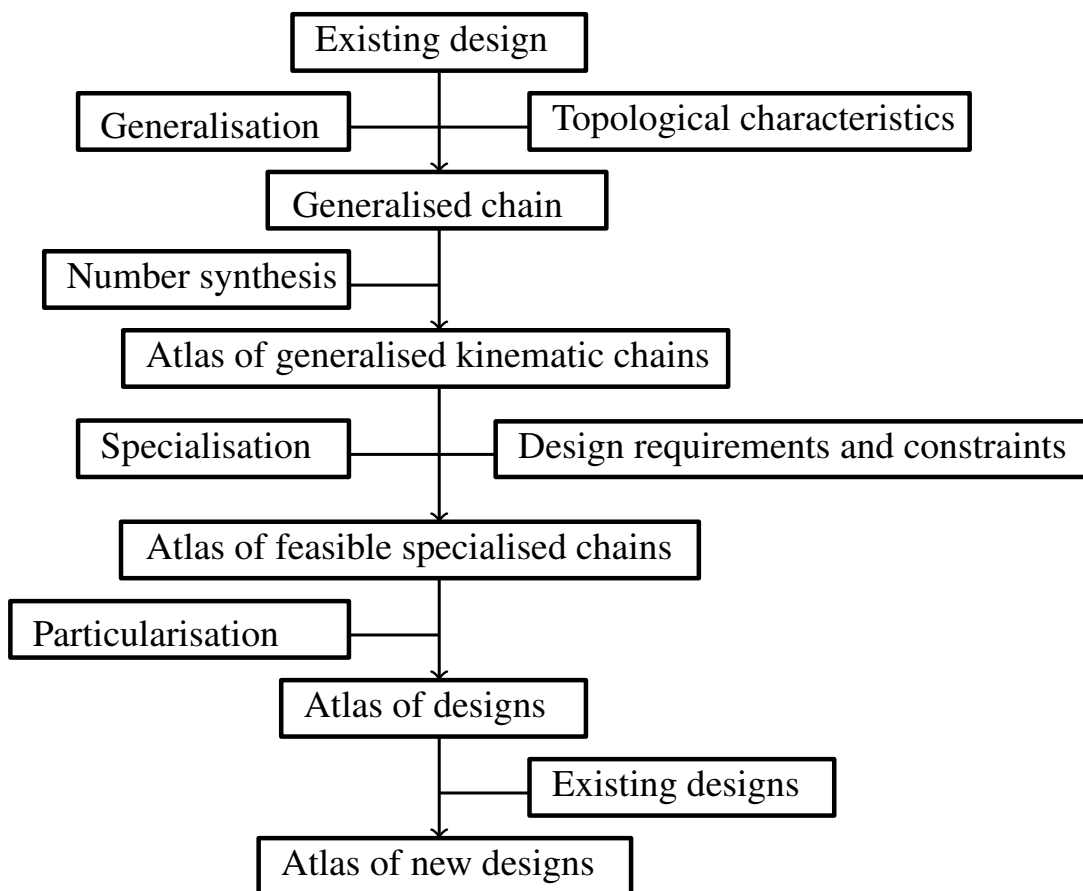 Existing design
Generalisation
Topological characteristics
Generalised chain
Number synthesis
Atlas of generalised kinematic chains
Specialisation
Design requirements and constraints
Atlas of feasible specialised chains
Particularisation
Atlas of designs
Existing designs
Atlas of new designs